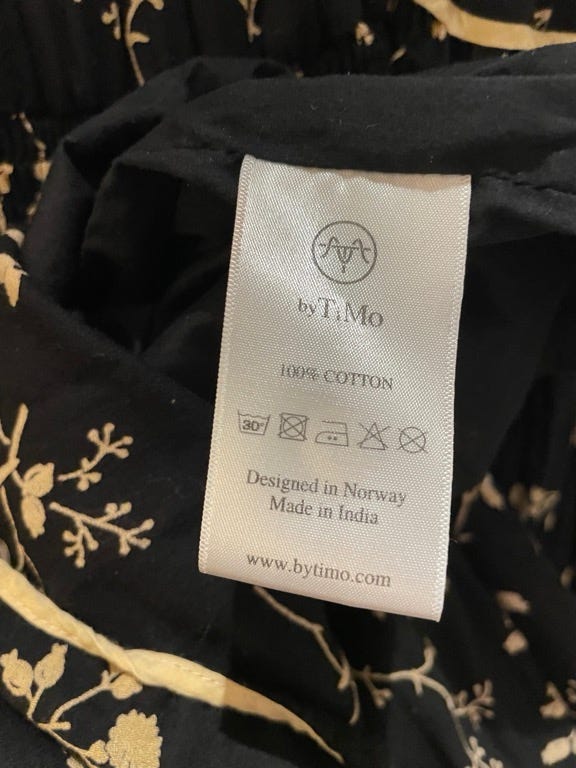 byTiMo
100% COTTON
30°
Designed in Norway
Made in India
www.bytimo.com